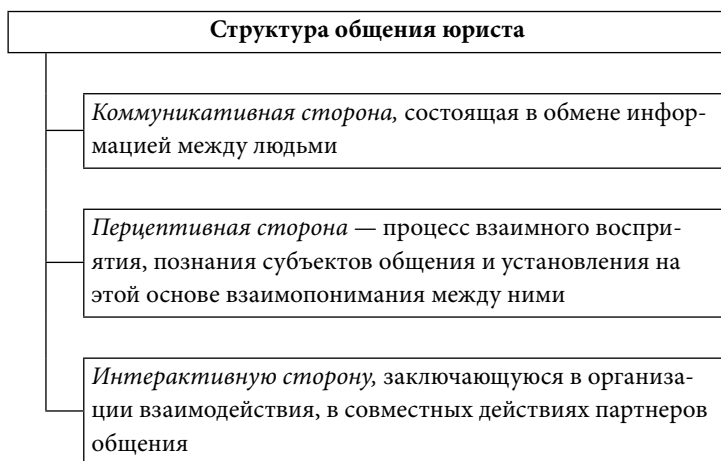 Структура общения юриста
Коммуникативная сторона, состоящая в обмене инфор-
мацией между людьми
Перцептивная сторона — процесс взаимного воспри-
ятия, познания субъектов общения и установления на
этой основе взаимопонимания между ними
Интерактивную сторону, заключающуюся в организа-
ции взаимодействия, в совместных действиях партнеров
общения